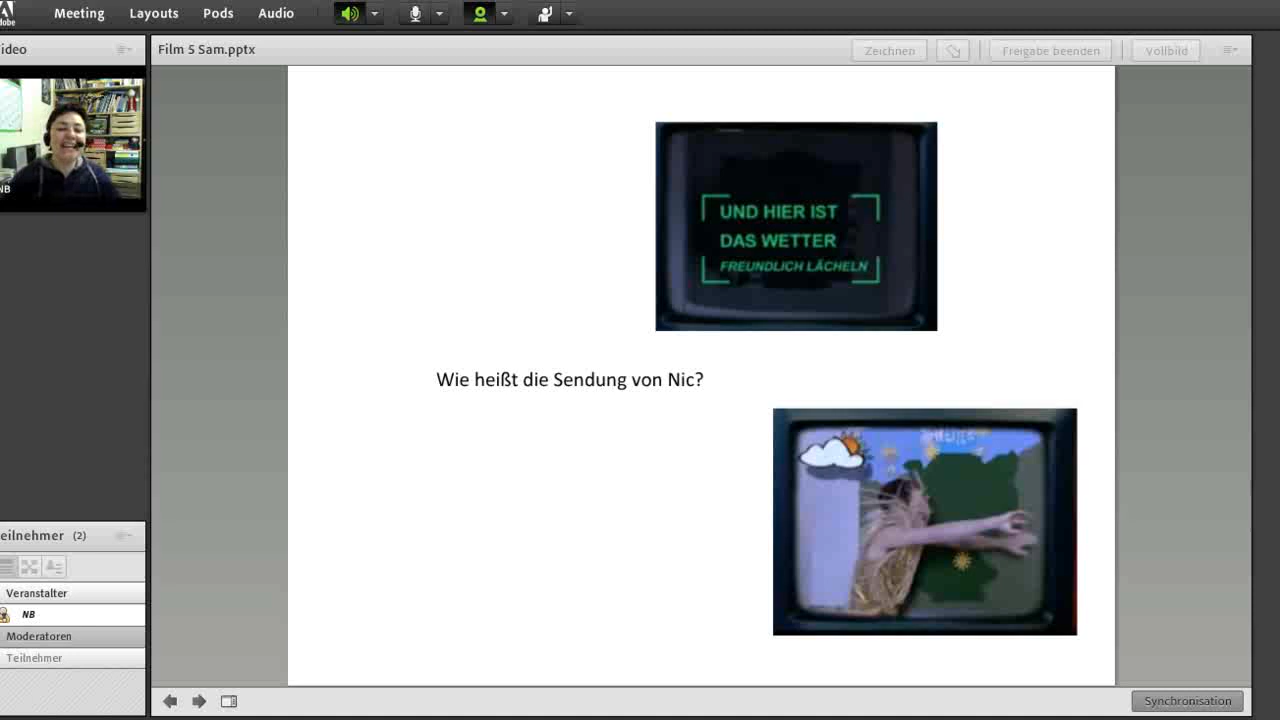 Meeting Layouts Pods Audio
ideo
Film 5 Sam.pptx
Zeichnen
Freigabe beenden
Vollbild
NB
UND HIER IST
DAS WETTER
FREUNDLICH LÄCHELN
Wie heißt die Sendung von Nic?
eilnehmer (2)
Veranstalter
NB
Moderatoren
Teilnehmer
Synchronisation